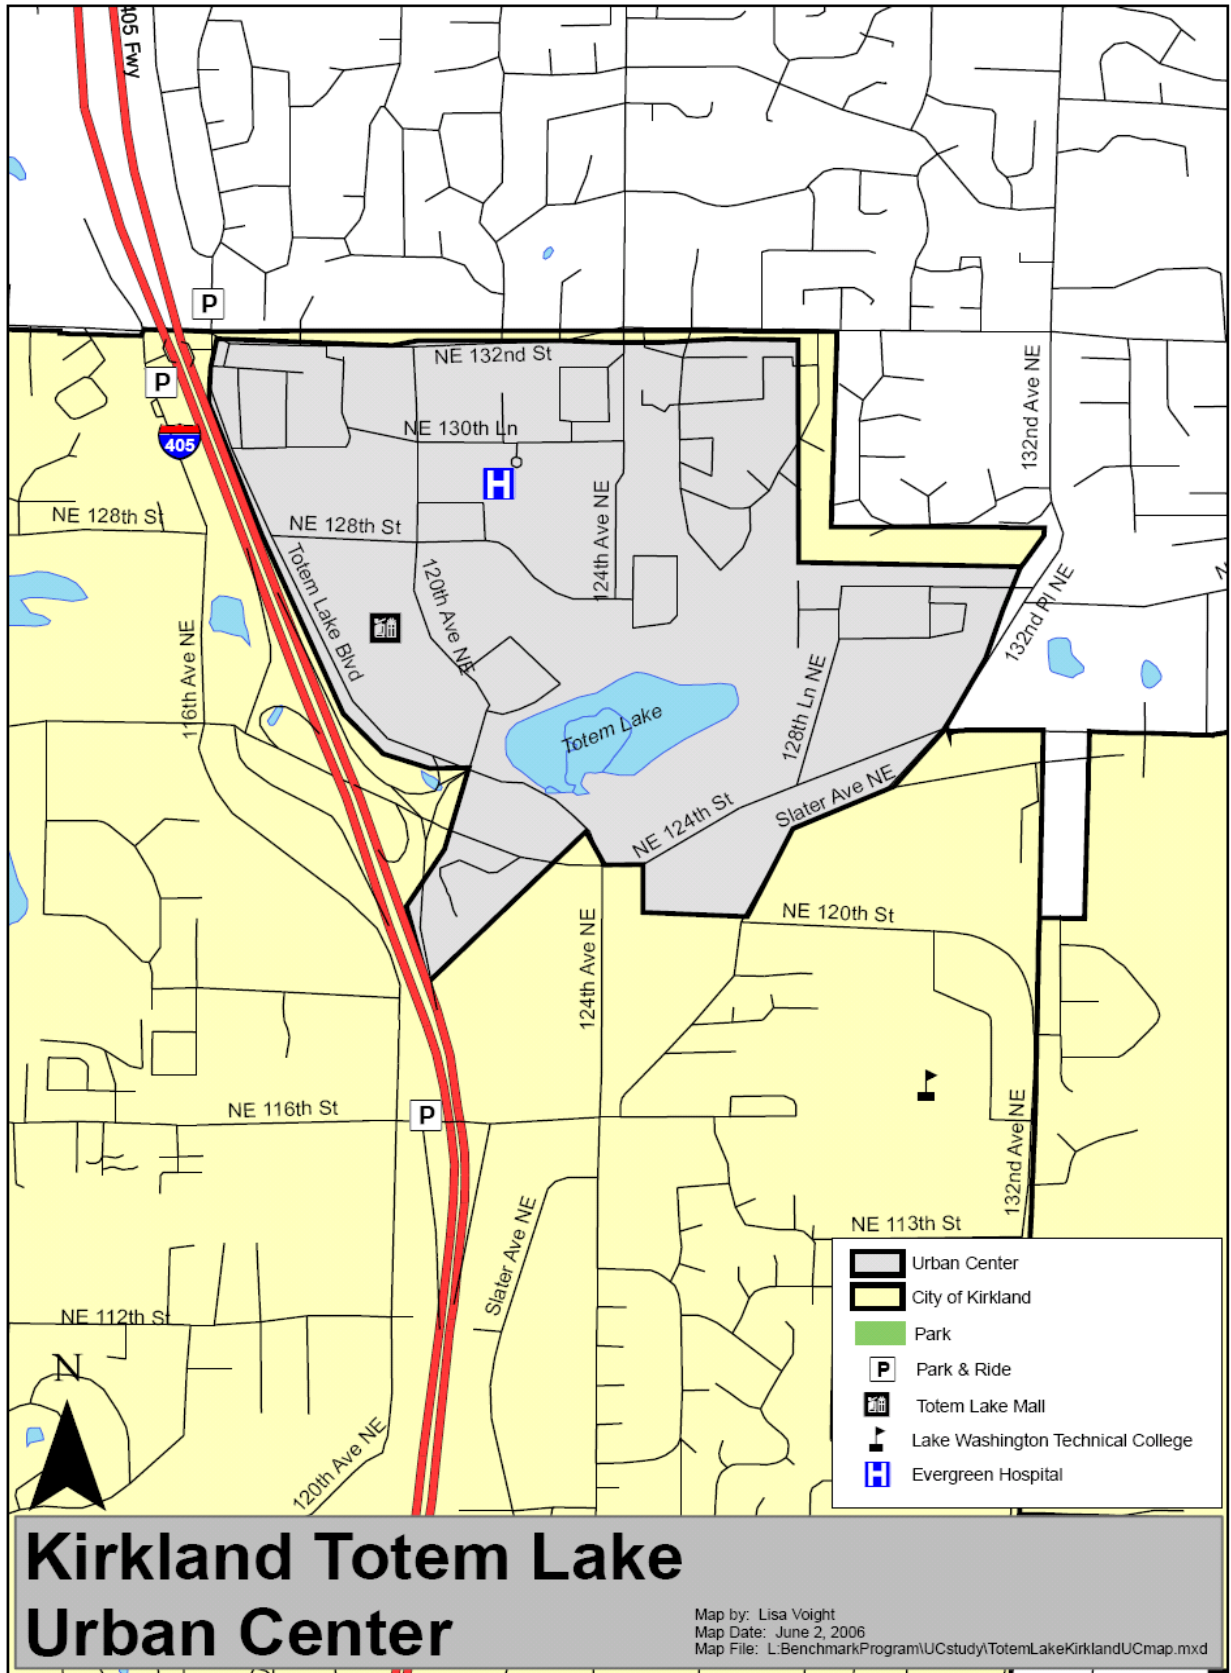 405 Fwy
P
NE 132nd St
P
132nd Ave NE
NE 130th Ln
405
H
NE 128th St
NE 128th St
124th Ave NE
Totem Lake Blvd
120th Ave NE
132nd Pl NE
116th Ave NE
128th Ln NE
Totem Lake
Slater Ave NE
NE 124th St
NE 120th St
124th Ave NE
NE 116th St
P
132nd Ave NE
Slater Ave NE
NE 113th St
Urban Center
City of Kirkland
NE 112th St
Park
N
P Park & Ride
Totem Lake Mall
Lake Washington Technical College
120th Ave NE
H Evergreen Hospital
Kirkland Totem Lake
Urban Center
Map by: Lisa Voight
Map Date: June 2, 2006
Map File: L:BenchmarkProgram\UCstudy\TotemLakeKirklandUCmap.mxd